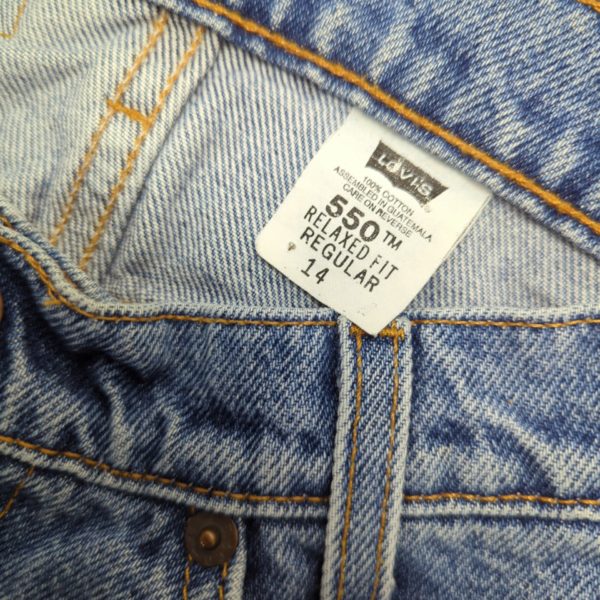 Levi's
100% COTTON
ASSEMBLED IN GUATEMALA
CARE ON REVERSE
550™
RELAXED FIT
REGULAR
14